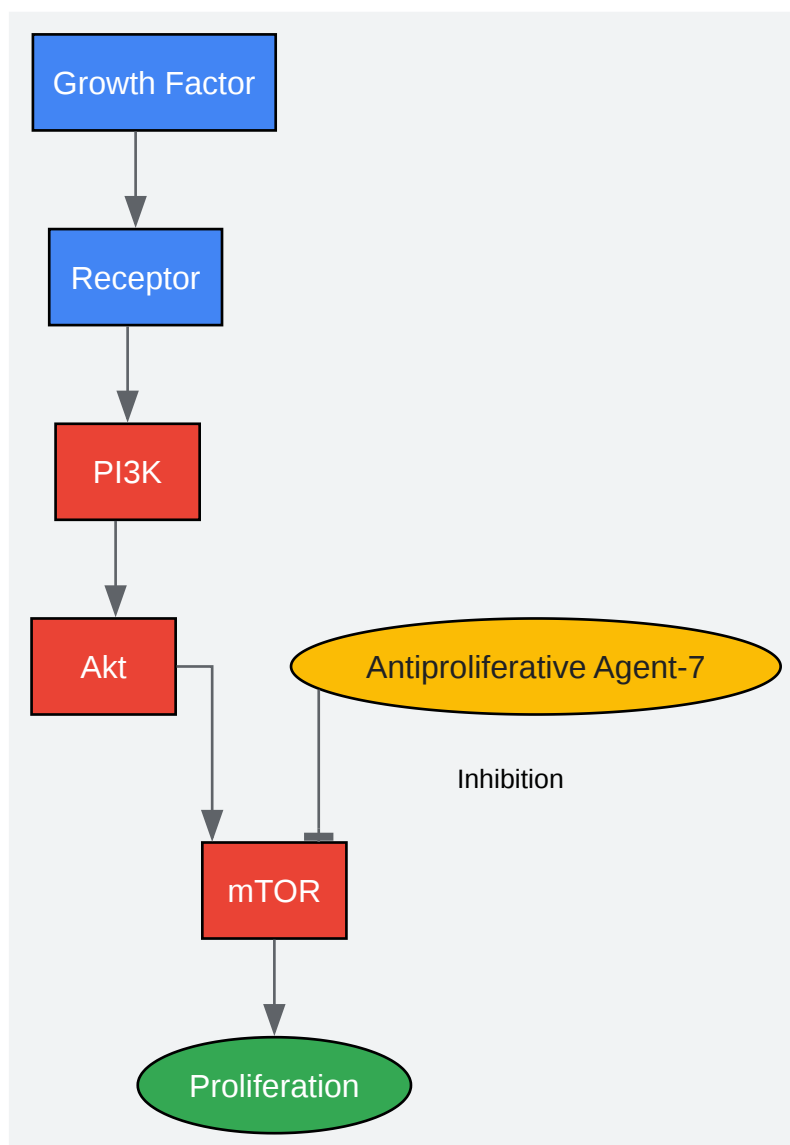 Growth Factor
Receptor
PI3K
Akt
Antiproliferative Agent-7
Inhibition
mTOR
Proliferation